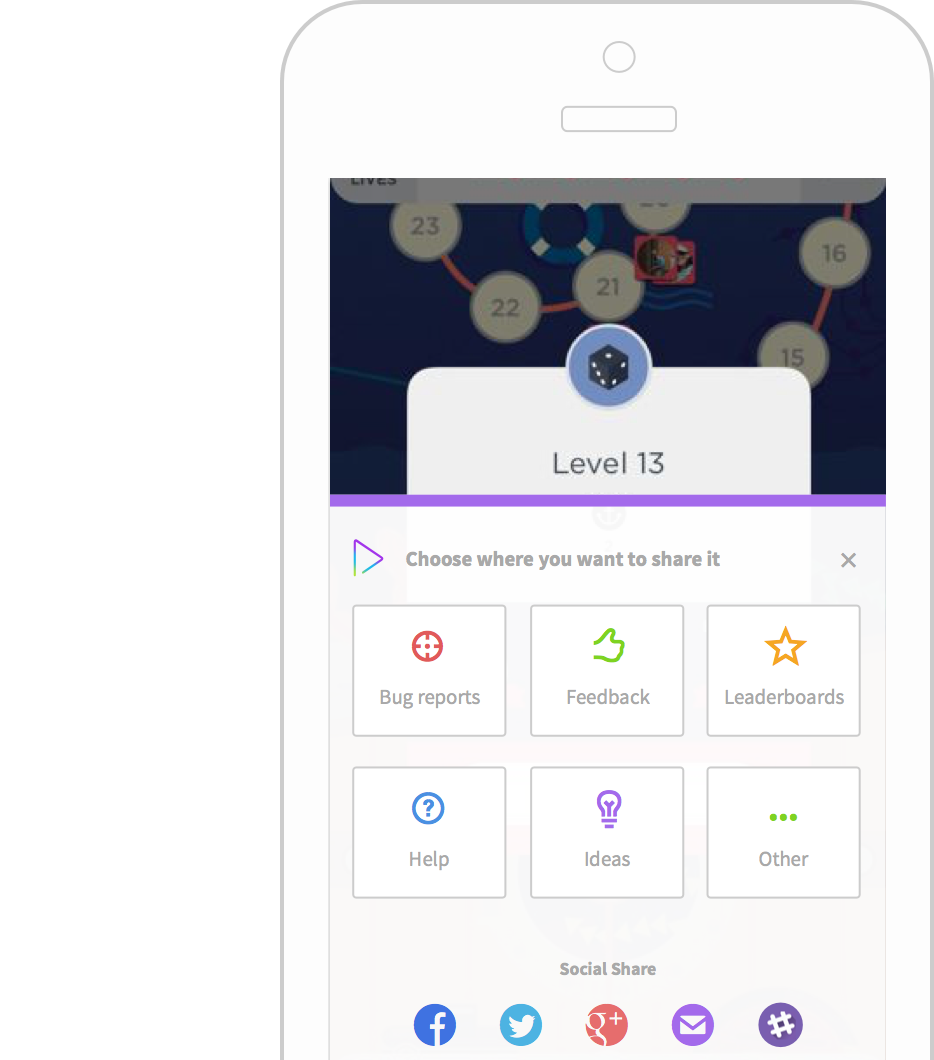 LIVES
23
16
21
22
15
Level 13
Choose where you want to share it
Bug reports
Feedback
Leaderboards
Help
Ideas
Other
Social Share